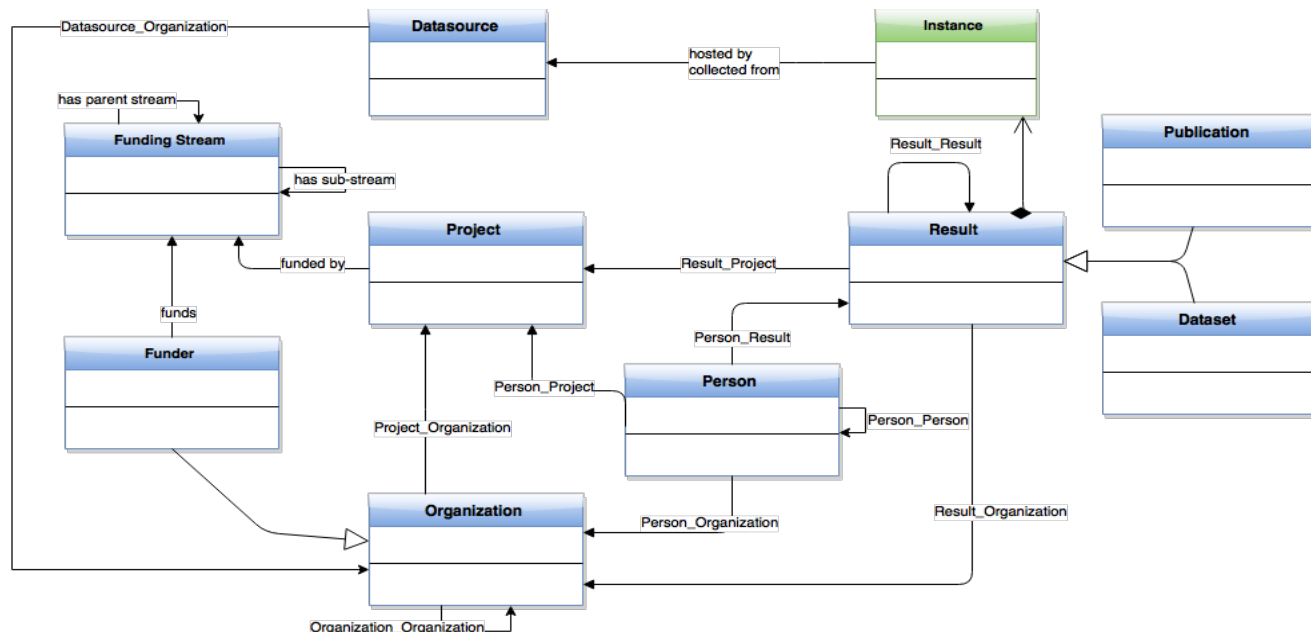 Datasource_Organization
Datasource
Instance
hosted by
collected from
has parent stream
Funding Stream
Publication
Result_Result
has sub-stream
Project
Result
funded by
Result_Project
funds
Dataset
Person_Result
Funder
Person
Person_Project
Person_Person
Project_Organization
Organization
Person_Organization
Result_Organization
Organization_Organization